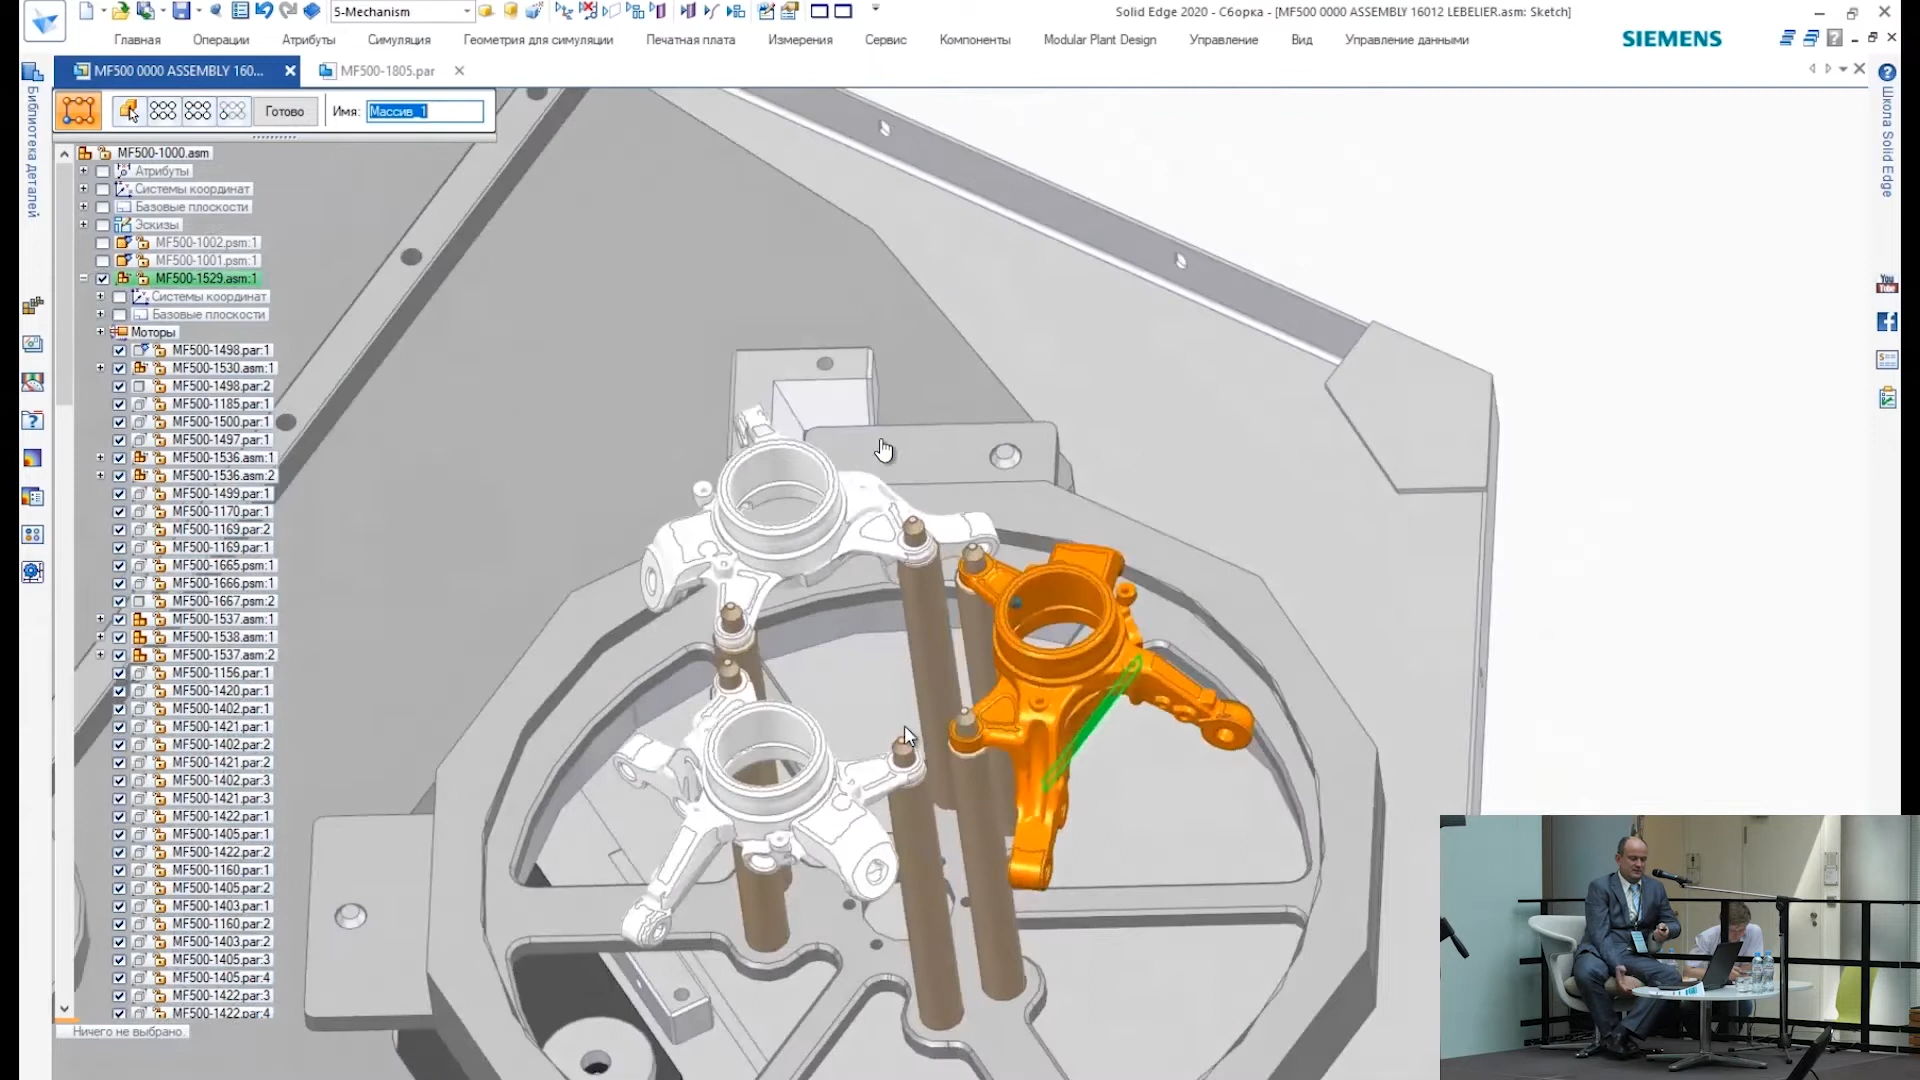 5-Mechanism
Solid Edge 2020 - Сборка - [MF500 0000 ASSEMBLY 16012 LEBELIER.asm: Sketch]
Главная Операции Атрибуты Симуляция Геометрия для симуляции Печатная плата Измерения Сервис Компоненты Modular Plant Design Управление Вид Управление данными
SIEMENS
MF500 0000 ASSEMBLY 160...
MF500-1805.par
Готово
Имя:
Массив_1
Библиотека деталей
Школа Solid Edge
MF500-1000.asm
Атрибуты
Системы координат
Базовые плоскости
Эскизы
MF500-1002.psm:1
MF500-1001.psm:1
MF500-1529.asm:1
Системы координат
Базовые плоскости
Моторы
MF500-1498.par:1
MF500-1530.asm:1
MF500-1498.par:2
MF500-1185.par:1
MF500-1500.par:1
MF500-1497.par:1
MF500-1536.asm:1
MF500-1536.asm:2
MF500-1499.par:1
MF500-1170.par:1
MF500-1169.par:2
MF500-1169.par:1
MF500-1665.psm:1
MF500-1666.psm:1
MF500-1667.psm:2
MF500-1537.asm:1
MF500-1538.asm:1
MF500-1537.asm:2
MF500-1156.par:1
MF500-1420.par:1
MF500-1402.par:1
MF500-1421.par:1
MF500-1402.par:2
MF500-1421.par:2
MF500-1402.par:3
MF500-1421.par:3
MF500-1422.par:1
MF500-1405.par:1
MF500-1422.par:2
MF500-1160.par:1
MF500-1405.par:2
MF500-1403.par:1
MF500-1160.par:2
MF500-1403.par:2
MF500-1405.par:3
MF500-1405.par:4
MF500-1422.par:3
MF500-1422.par:4
Ничего не выбрано.
You
Tube